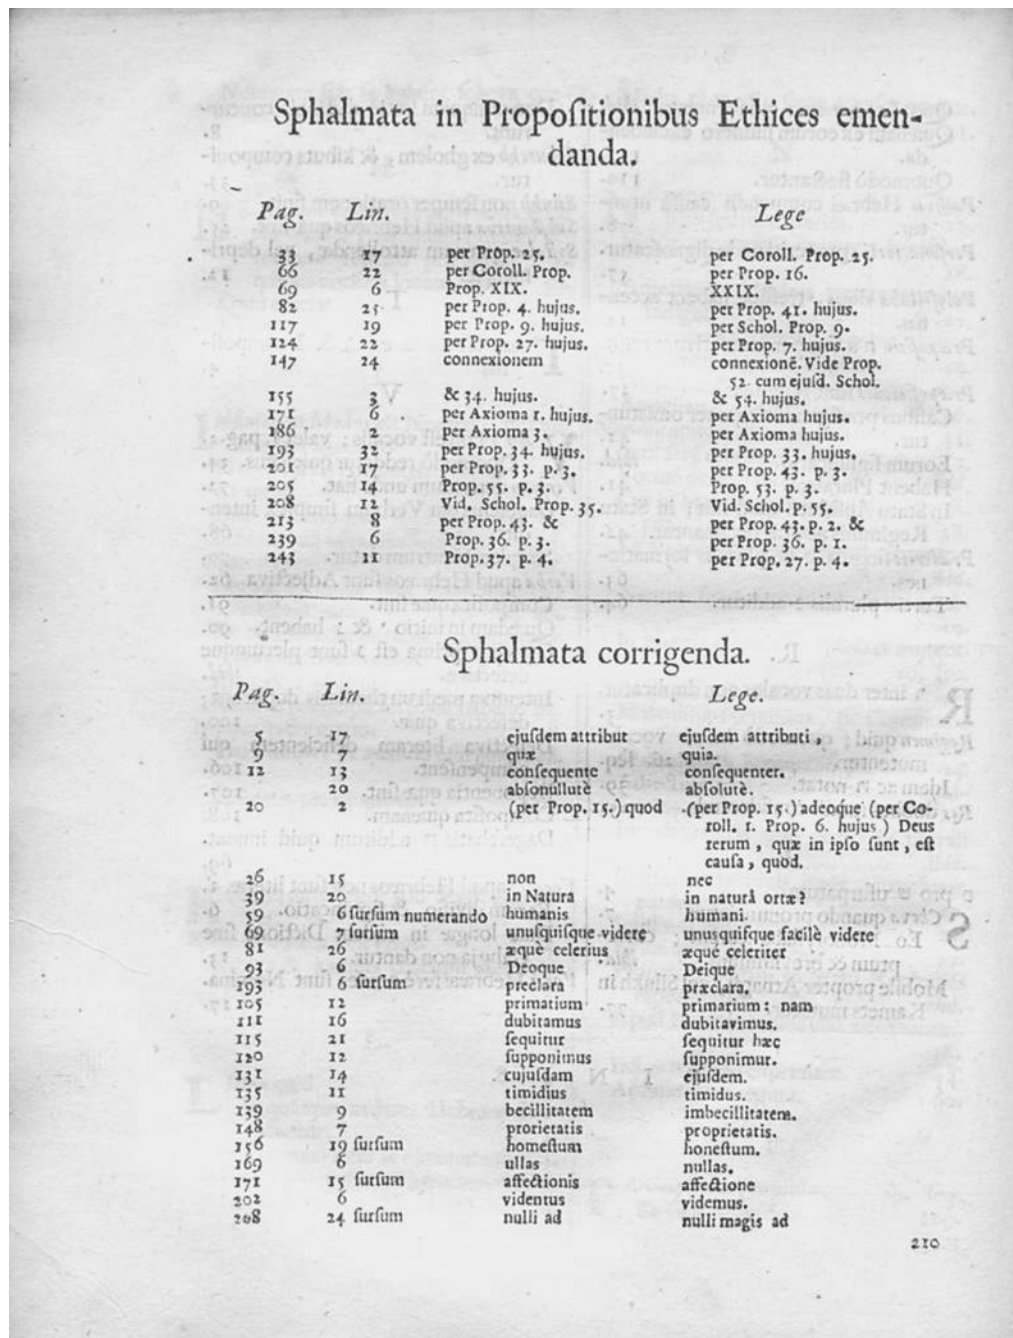 Sphalmata in Propoſitionibus Ethices emen-
danda.
Pag. Lin. Lege
33 17 per Prop. 25. per Coroll. Prop. 25.
66 22 per Coroll. Prop. per Prop. 16.
69 6 Prop. XIX. XXIX.
82 25 per Prop. 4. hujus. per Prop. 41. hujus.
117 19 per Prop. 9. hujus. per Schol. Prop. 9.
124 22 per Prop. 27. hujus. per Prop. 7. hujus.
147 24 connexionem connexionē. Vide Prop.
52 cum ejuſd. Schol.
155 3 & 34. hujus. & 54. hujus.
171 6 per Axioma 1. hujus. per Axioma hujus.
186 2 per Axioma 3. per Axioma hujus.
193 32 per Prop. 34. hujus. per Prop. 33. hujus.
201 17 per Prop. 33. p. 3. per Prop. 43. p. 3.
205 14 Prop. 55. p. 3. Prop. 53. p. 3.
208 12 Vid. Schol. Prop. 35. Vid. Schol. p. 55.
213 8 per Prop. 43. & per Prop. 43. p. 2. &
239 6 Prop. 36. p. 3. per Prop. 36. p. 1.
243 11 Prop. 37. p. 4. per Prop. 27. p. 4.
Sphalmata corrigenda.
Pag. Lin. Lege.
5 17 ejuſdem attribut ejuſdem attributi,
9 7 quæ quia.
12 13 conſequente conſequenter.
20 abſonullutè abſolutè.
20 2 (per Prop. 15.) quod (per Prop. 15.) adeoque (per Co-
roll. 1. Prop. 6. hujus) Deus
rerum, quæ in ipſo ſunt, eſt
cauſa, quod.
26 15 non nec
39 20 in Natura in naturâ ortæ?
59 6 ſurſum numerando humanis humani.
69 7 ſurſum unuſquiſque videre unusquiſque facilè videre
81 26 æquè celerius æquè celeriter
93 6 Deoque Deique
193 6 ſurſum preclara præclara.
105 12 primatium primarium: nam
111 16 dubitamus dubitavimus.
115 21 ſequitur ſequitur hæc
120 12 ſupponimus ſupponimur.
131 14 cujuſdam ejuſdem.
135 11 timidius timidus.
139 9 becillitatem imbecillitatem.
148 7 prorietatis proprietatis.
156 19 ſurſum homeſtum honeſtum.
169 6 ullas nullas.
171 15 ſurſum affectionis affectione
202 6 videntus videmus.
208 24 ſurſum nulli ad nulli magis ad
210